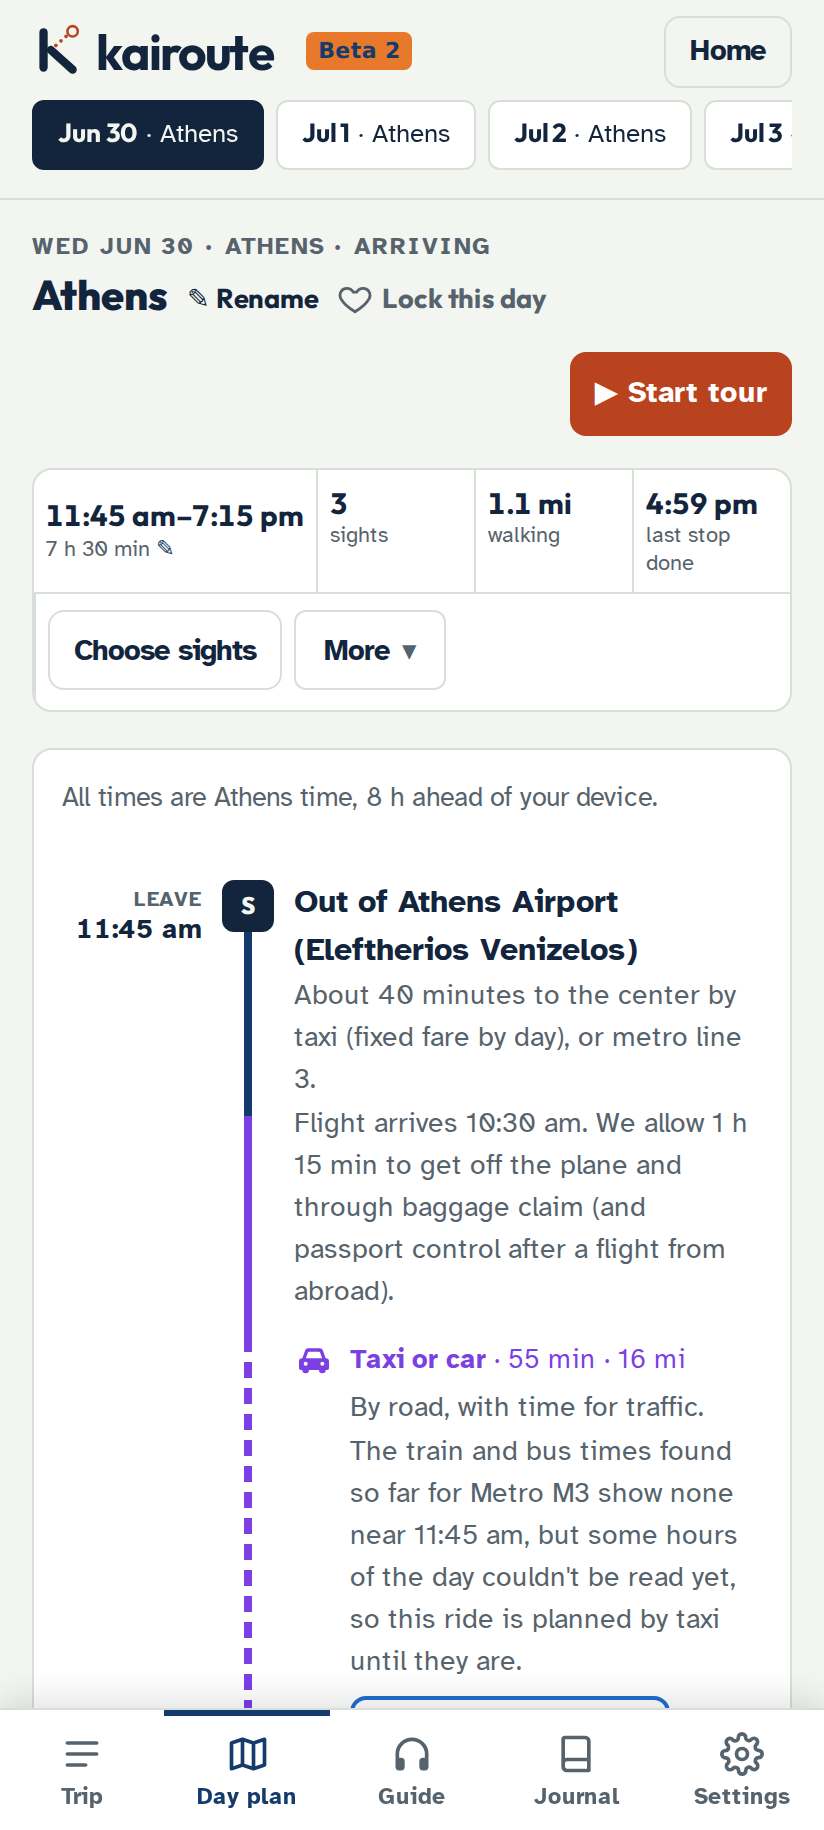 kairoute
Beta 2
Home
Jun 30 · Athens
Jul 1 · Athens
Jul 2 · Athens
Jul 3 ·
WED JUN 30 · ATHENS · ARRIVING
Athens ✎ Rename ♡ Lock this day
▶ Start tour
11:45 am–7:15 pm
7 h 30 min ✎
3
sights
1.1 mi
walking
4:59 pm
last stop
done
Choose sights
More ▼
All times are Athens time, 8 h ahead of your device.
LEAVE
11:45 am
S
Out of Athens Airport
(Eleftherios Venizelos)
About 40 minutes to the center by
taxi (fixed fare by day), or metro line
3.
Flight arrives 10:30 am. We allow 1 h
15 min to get off the plane and
through baggage claim (and
passport control after a flight from
abroad).
Taxi or car · 55 min · 16 mi
By road, with time for traffic.
The train and bus times found
so far for Metro M3 show none
near 11:45 am, but some hours
of the day couldn't be read yet,
so this ride is planned by taxi
until they are.
Trip
Day plan
Guide
Journal
Settings